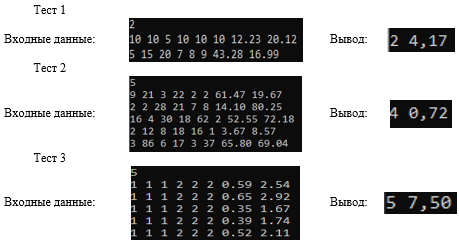 Тест 1
Входные данные:
2
10 10 5 10 10 10 12.23 20.12
5 15 20 7 8 9 43.28 16.99
Вывод:
2 4,17
Тест 2
Входные данные:
5
9 21 3 22 2 2 61.47 19.67
2 2 28 21 7 8 14.10 80.25
16 4 30 18 62 2 52.55 72.18
2 12 8 18 16 1 3.67 8.57
3 86 6 17 3 37 65.80 69.04
Вывод:
4 0,72
Тест 3
Входные данные:
5
1 1 1 2 2 2 0.59 2.54
1 1 1 2 2 2 0.65 2.92
1 1 1 2 2 2 0.35 1.67
1 1 1 2 2 2 0.39 1.74
1 1 1 2 2 2 0.52 2.11
Вывод:
5 7,50